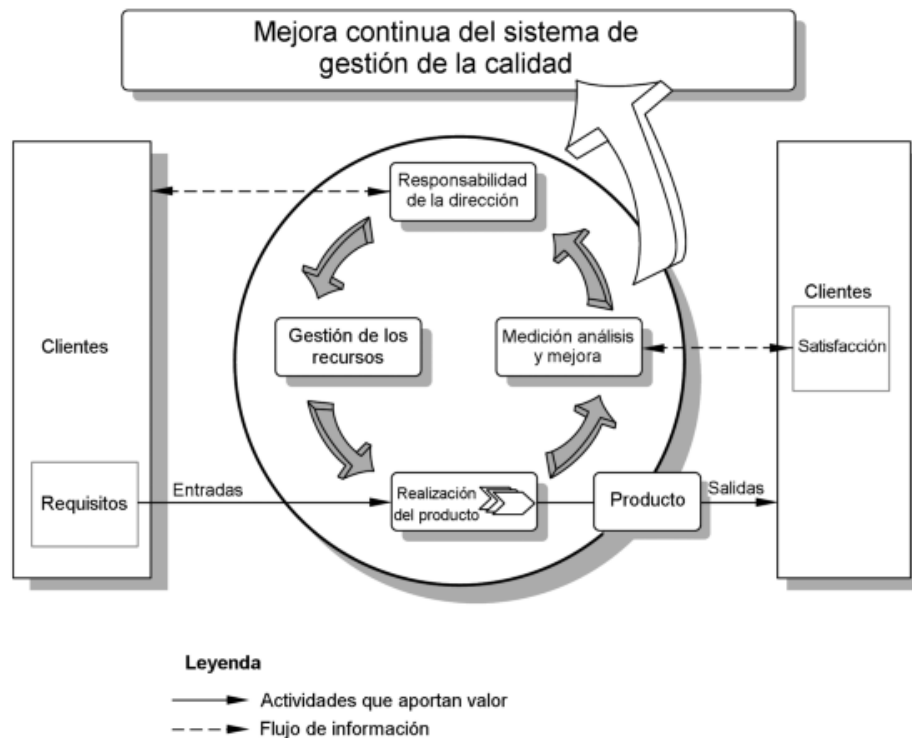 Mejora continua del sistema de
gestión de la calidad
Responsabilidad
de la dirección
Clientes
Gestión de los
recursos
Medición análisis
y mejora
Clientes
Satisfacción
Requisitos
Entradas
Realización
del producto
Producto
Salidas
Leyenda
Actividades que aportan valor
Flujo de información